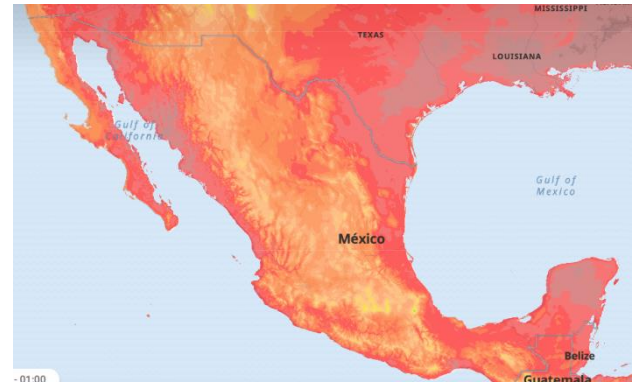 MISSISSIPPI
TEXAS
LOUISIANA
Gulf of
California
Gulf of
Mexico
México
Belize
- 01:00
Guatemala